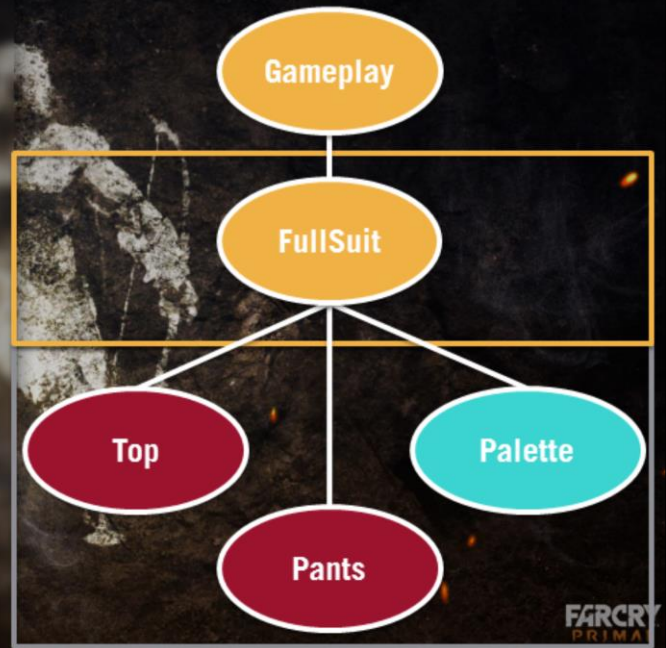 Gameplay
FullSuit
Top
Palette
Pants
FARCRY
PRIMAL